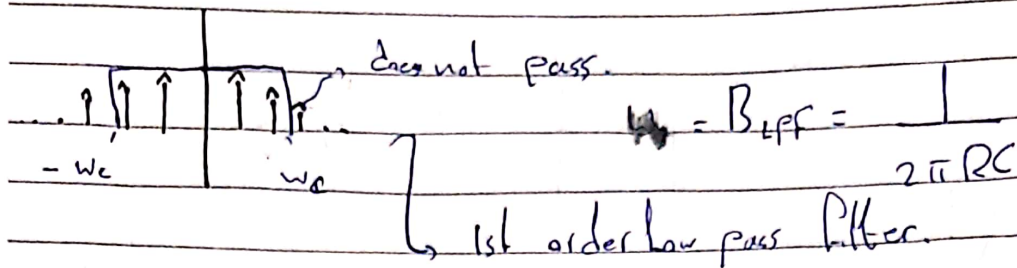 does not pass.
= B_LPF = 1 / 2πRC
- wc
wc
1st order Low pass filter.